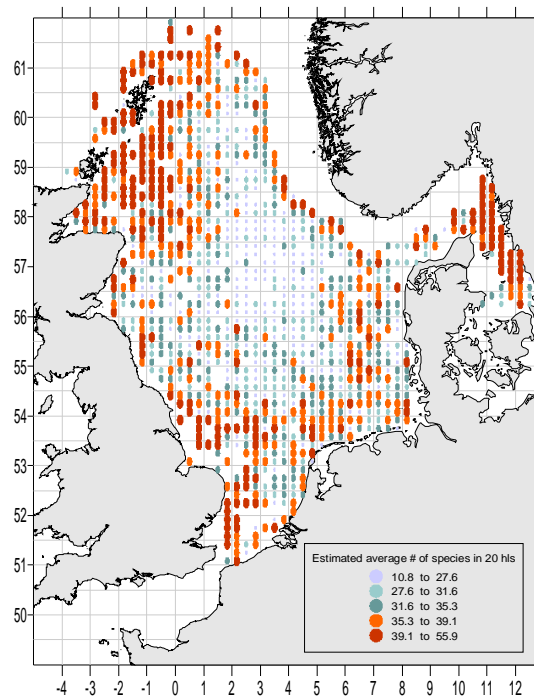 61
60
59
58
57
56
55
54
53
52
51
50
Estimated average # of species in 20 hls
10.8 to 27.6
27.6 to 31.6
31.6 to 35.3
35.3 to 39.1
39.1 to 55.9
-4 -3 -2 -1 0 1 2 3 4 5 6 7 8 9 10 11 12